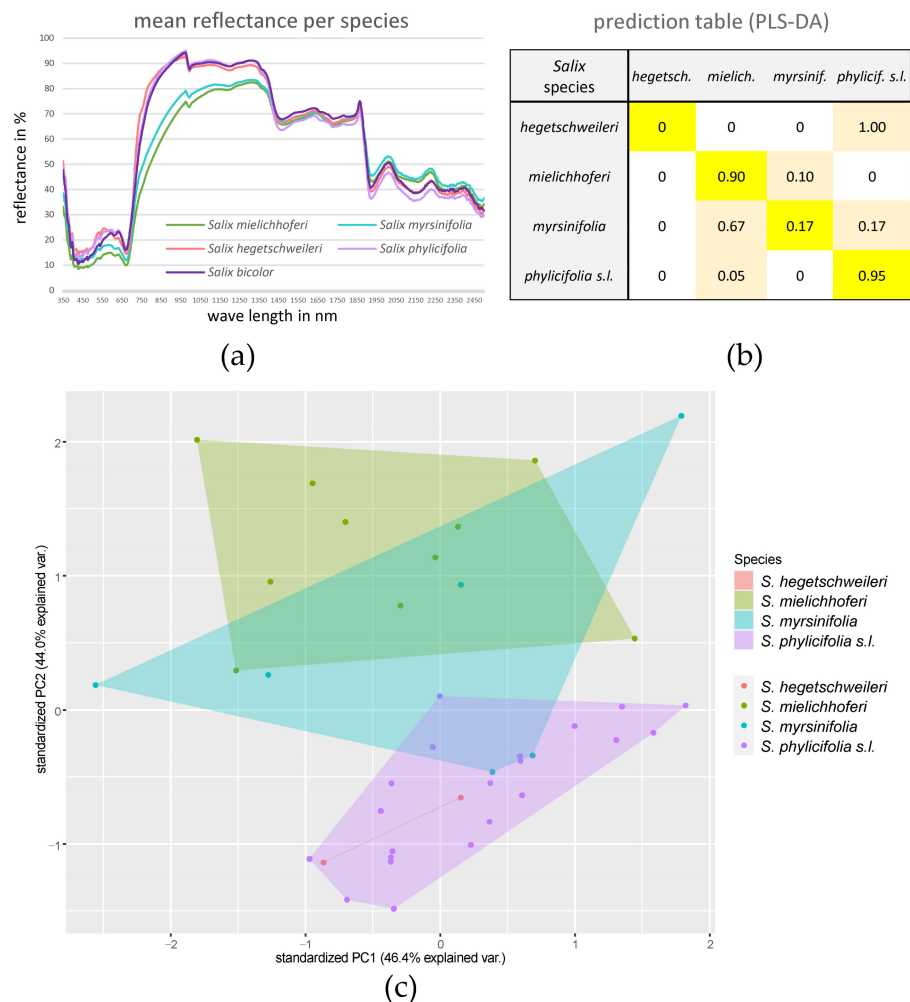 mean reflectance per species
100
90
80
70
60
50
40
30
20
10
0
reflectance in %
Salix mielichhoferi
Salix myrsinifolia
Salix hegetschweileri
Salix phylicifolia
Salix bicolor
350 450 550 650 750 850 950 1050 1150 1250 1350 1450 1550 1650 1750 1850 1950 2050 2150 2250 2350 2450
wave length in nm
(a)
prediction table (PLS-DA)
Salix species hegetsch. mielich. myrsinif. phylicif. s.l.
hegetschweileri 0 0 0 1.00
mielichhoferi 0 0.90 0.10 0
myrsinifolia 0 0.67 0.17 0.17
phylicifolia s.l. 0 0.05 0 0.95
(b)
2
1
0
−1
standardized PC2 (44.0% explained var.)
−2 −1 0 1 2
standardized PC1 (46.4% explained var.)
Species
S. hegetschweileri
S. mielichhoferi
S. myrsinifolia
S. phylicifolia s.l.
S. hegetschweileri
S. mielichhoferi
S. myrsinifolia
S. phylicifolia s.l.
(c)